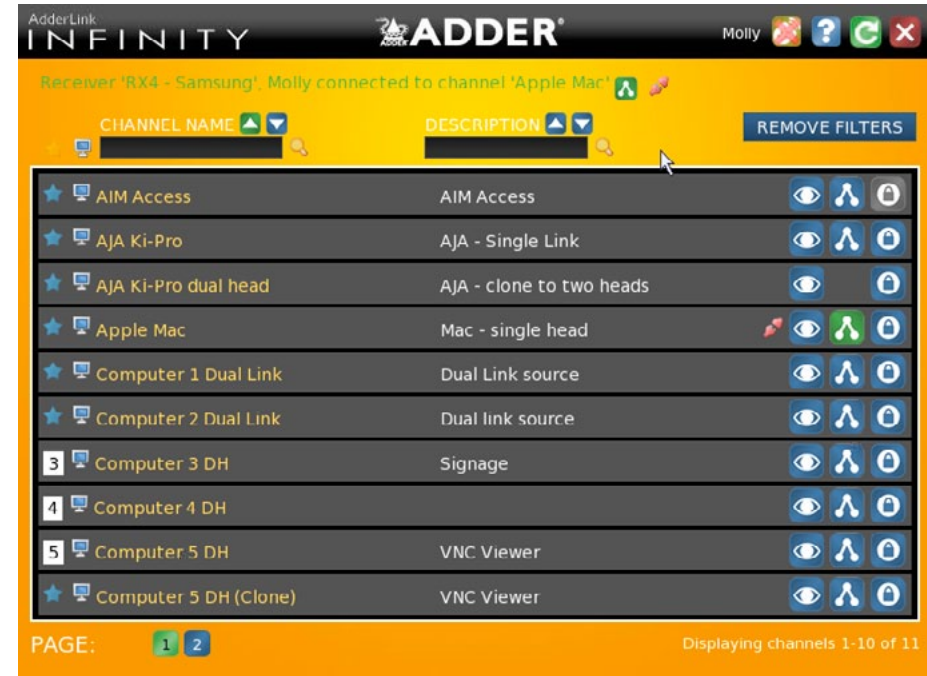 AdderLink
INFINITY
ADDER®
ADDER
Molly
?
Receiver 'RX4 - Samsung', Molly connected to channel 'Apple Mac'
CHANNEL NAME
DESCRIPTION
REMOVE FILTERS
AIM Access AIM Access
AJA Ki-Pro AJA - Single Link
AJA Ki-Pro dual head AJA - clone to two heads
Apple Mac Mac - single head
Computer 1 Dual Link Dual Link source
Computer 2 Dual Link Dual link source
3 Computer 3 DH Signage
4 Computer 4 DH
5 Computer 5 DH VNC Viewer
Computer 5 DH (Clone) VNC Viewer
PAGE: 1 2 Displaying channels 1-10 of 11